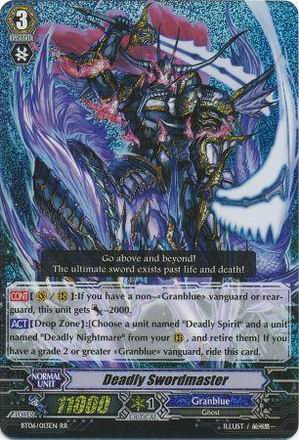 3
GRADE
Go above and beyond!
The ultimate sword exists past life and death!
CONT [ / ]:If you have a non-«Granblue» vanguard or rear-
guard, this unit gets -2000.
ACT [Drop Zone]:[Choose a unit named "Deadly Spirit" and a unit
named "Deadly Nightmare" from your , and retire them] If you
have a grade 2 or greater «Granblue» vanguard, ride this card.
NORMAL
UNIT
Deadly Swordmaster
POWER
11000
1
CRITICAL
Granblue
Ghost
BT06/013EN RR
ILLUST /